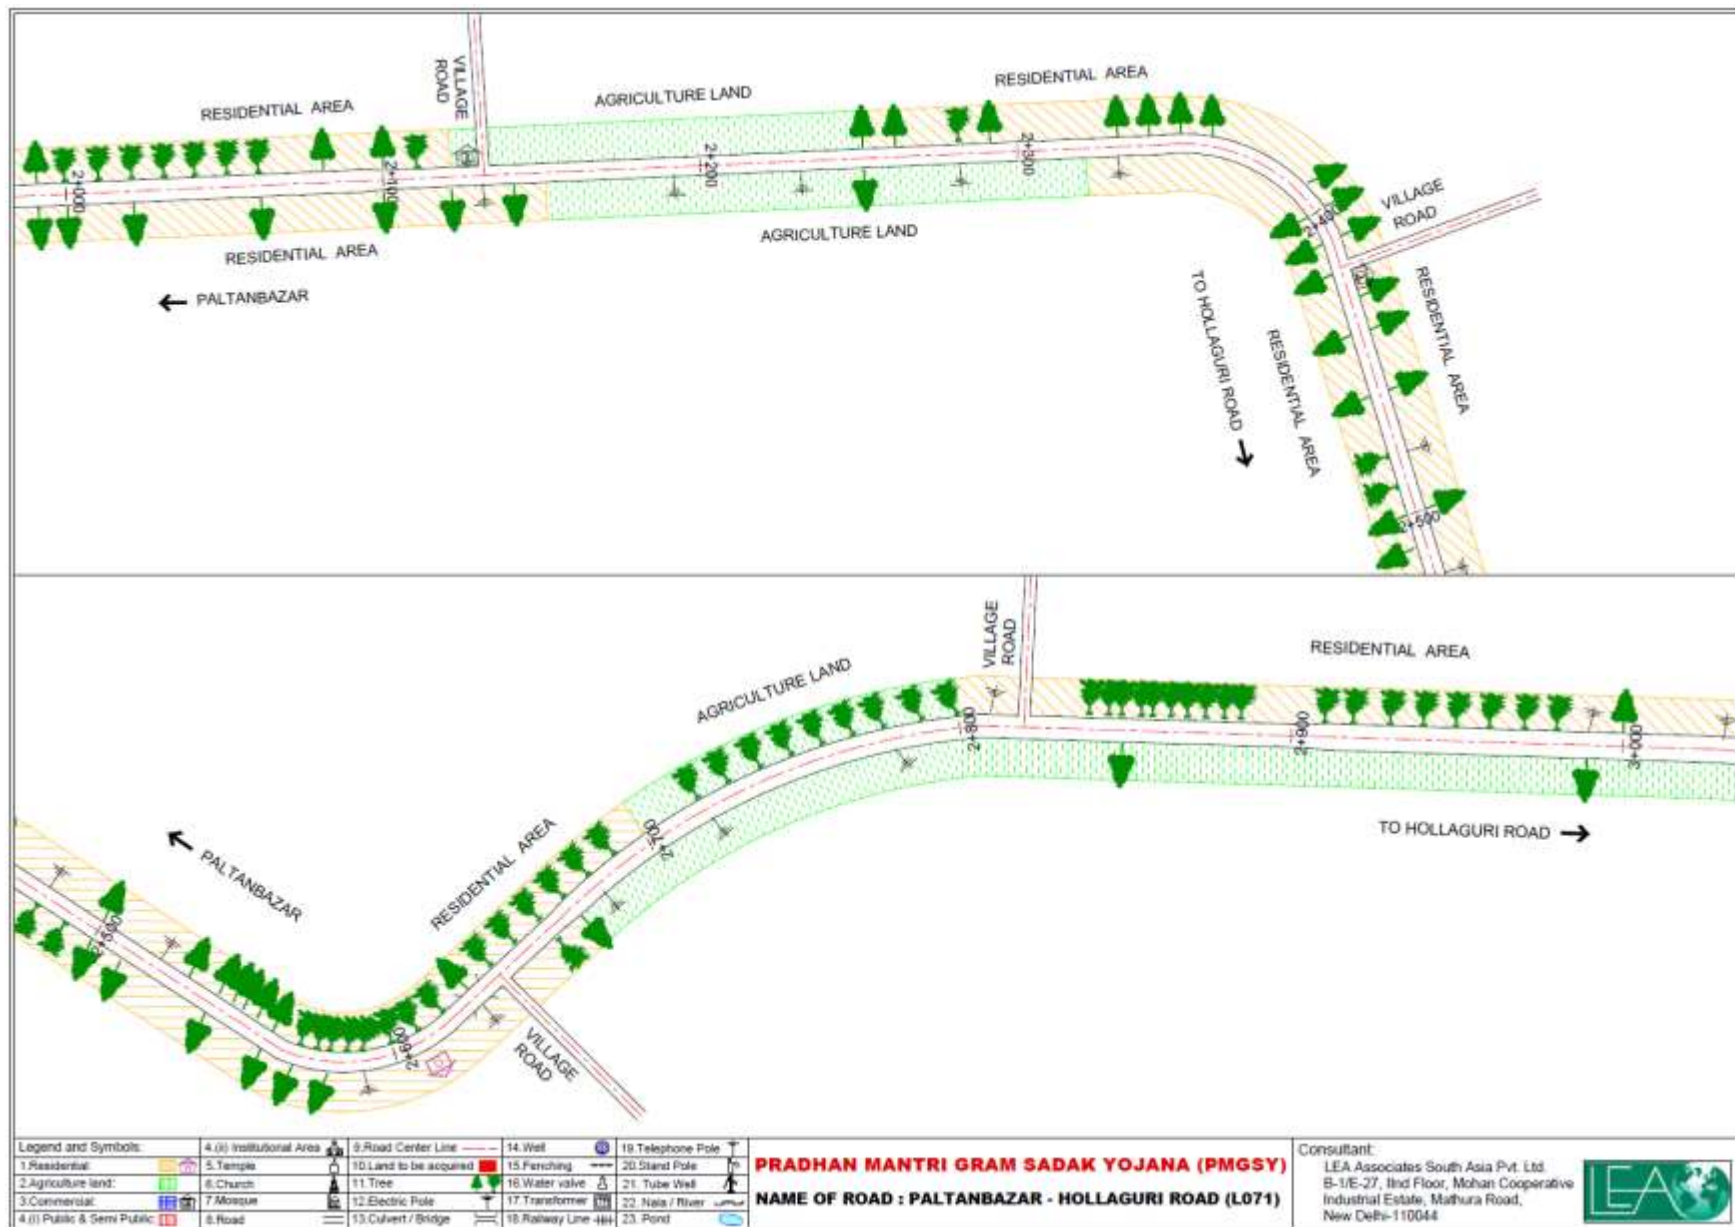 VILLAGE
ROAD
RESIDENTIAL AREA
AGRICULTURE LAND
RESIDENTIAL AREA
2+000
2+100
2+200
2+300
RESIDENTIAL AREA
AGRICULTURE LAND
← PALTANBAZAR
2+400
VILLAGE
ROAD
TO HOLLAGURI ROAD →
RESIDENTIAL AREA
RESIDENTIAL AREA
2+500
VILLAGE
ROAD
RESIDENTIAL AREA
AGRICULTURE LAND
2+800
2+900
3+000
TO HOLLAGURI ROAD →
2+700
RESIDENTIAL AREA
← PALTANBAZAR
2+500
2+600
VILLAGE
ROAD
Legend and Symbols:
1.Residential:
2.Agriculture land:
3.Commercial:
4.(i) Public & Semi Public:
4.(ii) Institutional Area
5.Temple
6.Church
7.Mosque
8.Road
9.Road Center Line
10.Land to be acquired
11.Tree
12.Electric Pole
13.Culvert / Bridge
14.Well
15.Fenching
16.Water valve
17.Transformer
18.Railway Line
19.Telephone Pole
20.Stand Pole
21. Tube Well
22. Nala / River
23. Pond
PRADHAN MANTRI GRAM SADAK YOJANA (PMGSY)
NAME OF ROAD : PALTANBAZAR - HOLLAGURI ROAD (L071)
Consultant:
LEA Associates South Asia Pvt. Ltd.
B-1/E-27, IInd Floor, Mohan Cooperative
Industrial Estate, Mathura Road,
New Delhi-110044
LEA